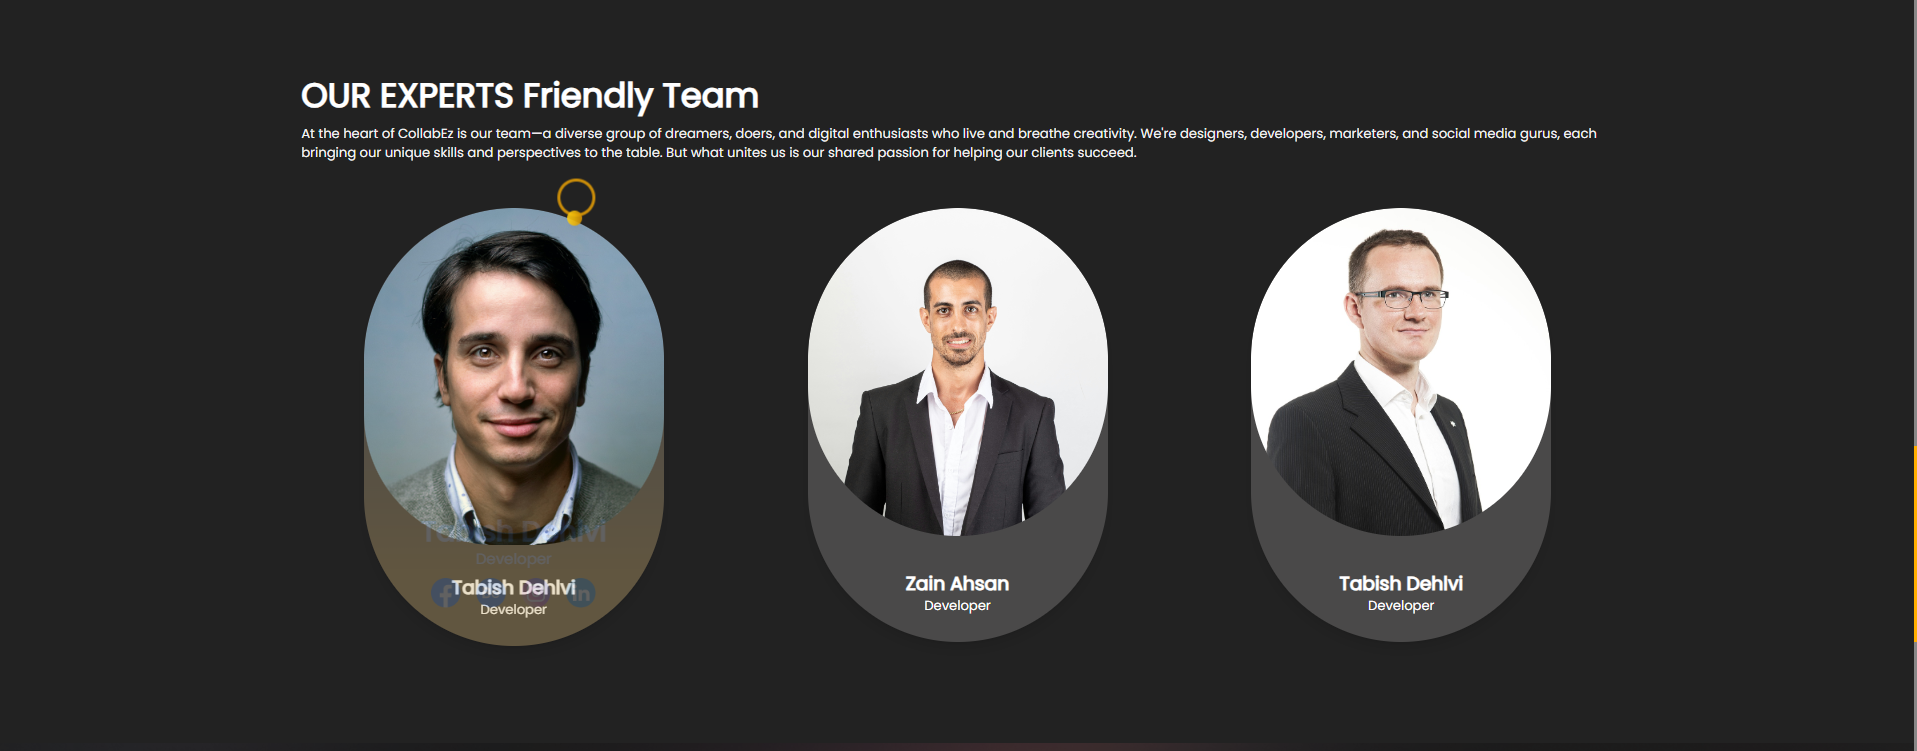 OUR EXPERTS Friendly Team
At the heart of CollabEz is our team—a diverse group of dreamers, doers, and digital enthusiasts who live and breathe creativity. We're designers, developers, marketers, and social media gurus, each
bringing our unique skills and perspectives to the table. But what unites us is our shared passion for helping our clients succeed.
Tabish Dehlvi
Developer
Tabish Dehlvi
Developer
Zain Ahsan
Developer
Tabish Dehlvi
Developer